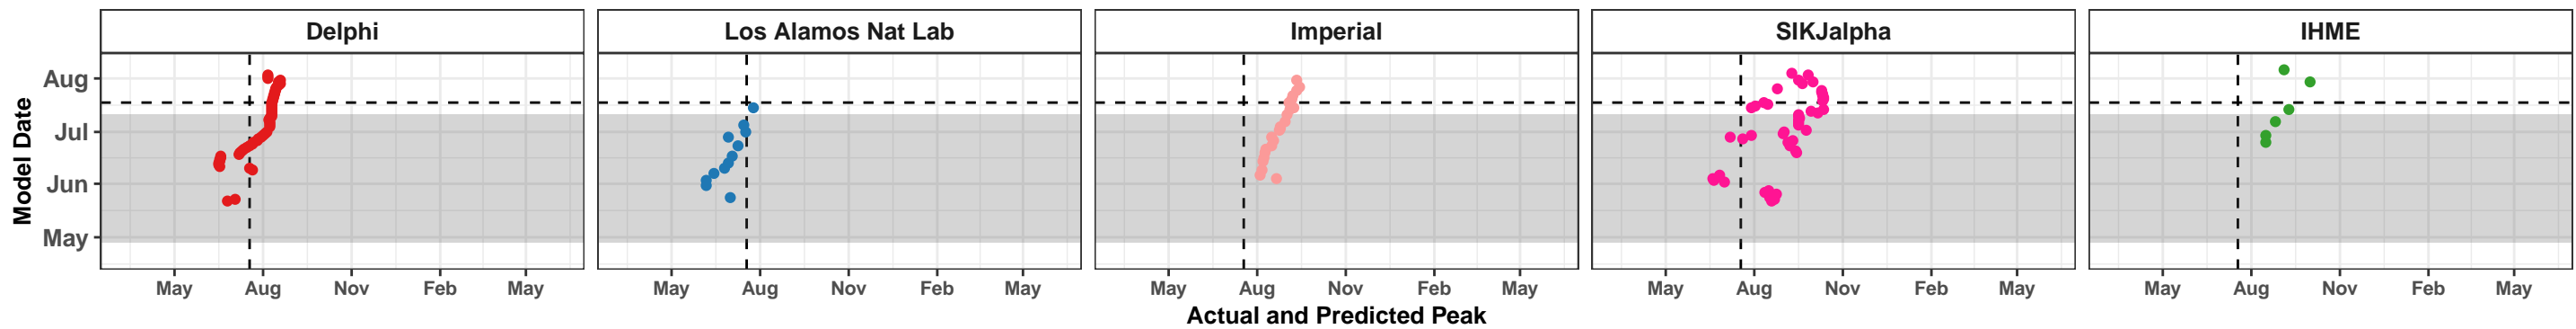 Delphi Los Alamos Nat Lab Imperial SIKJalpha IHME
Aug
Jul
Jun
May
Model Date
May Aug Nov Feb May May Aug Nov Feb May May Aug Nov Feb May May Aug Nov Feb May May Aug Nov Feb May
Actual and Predicted Peak